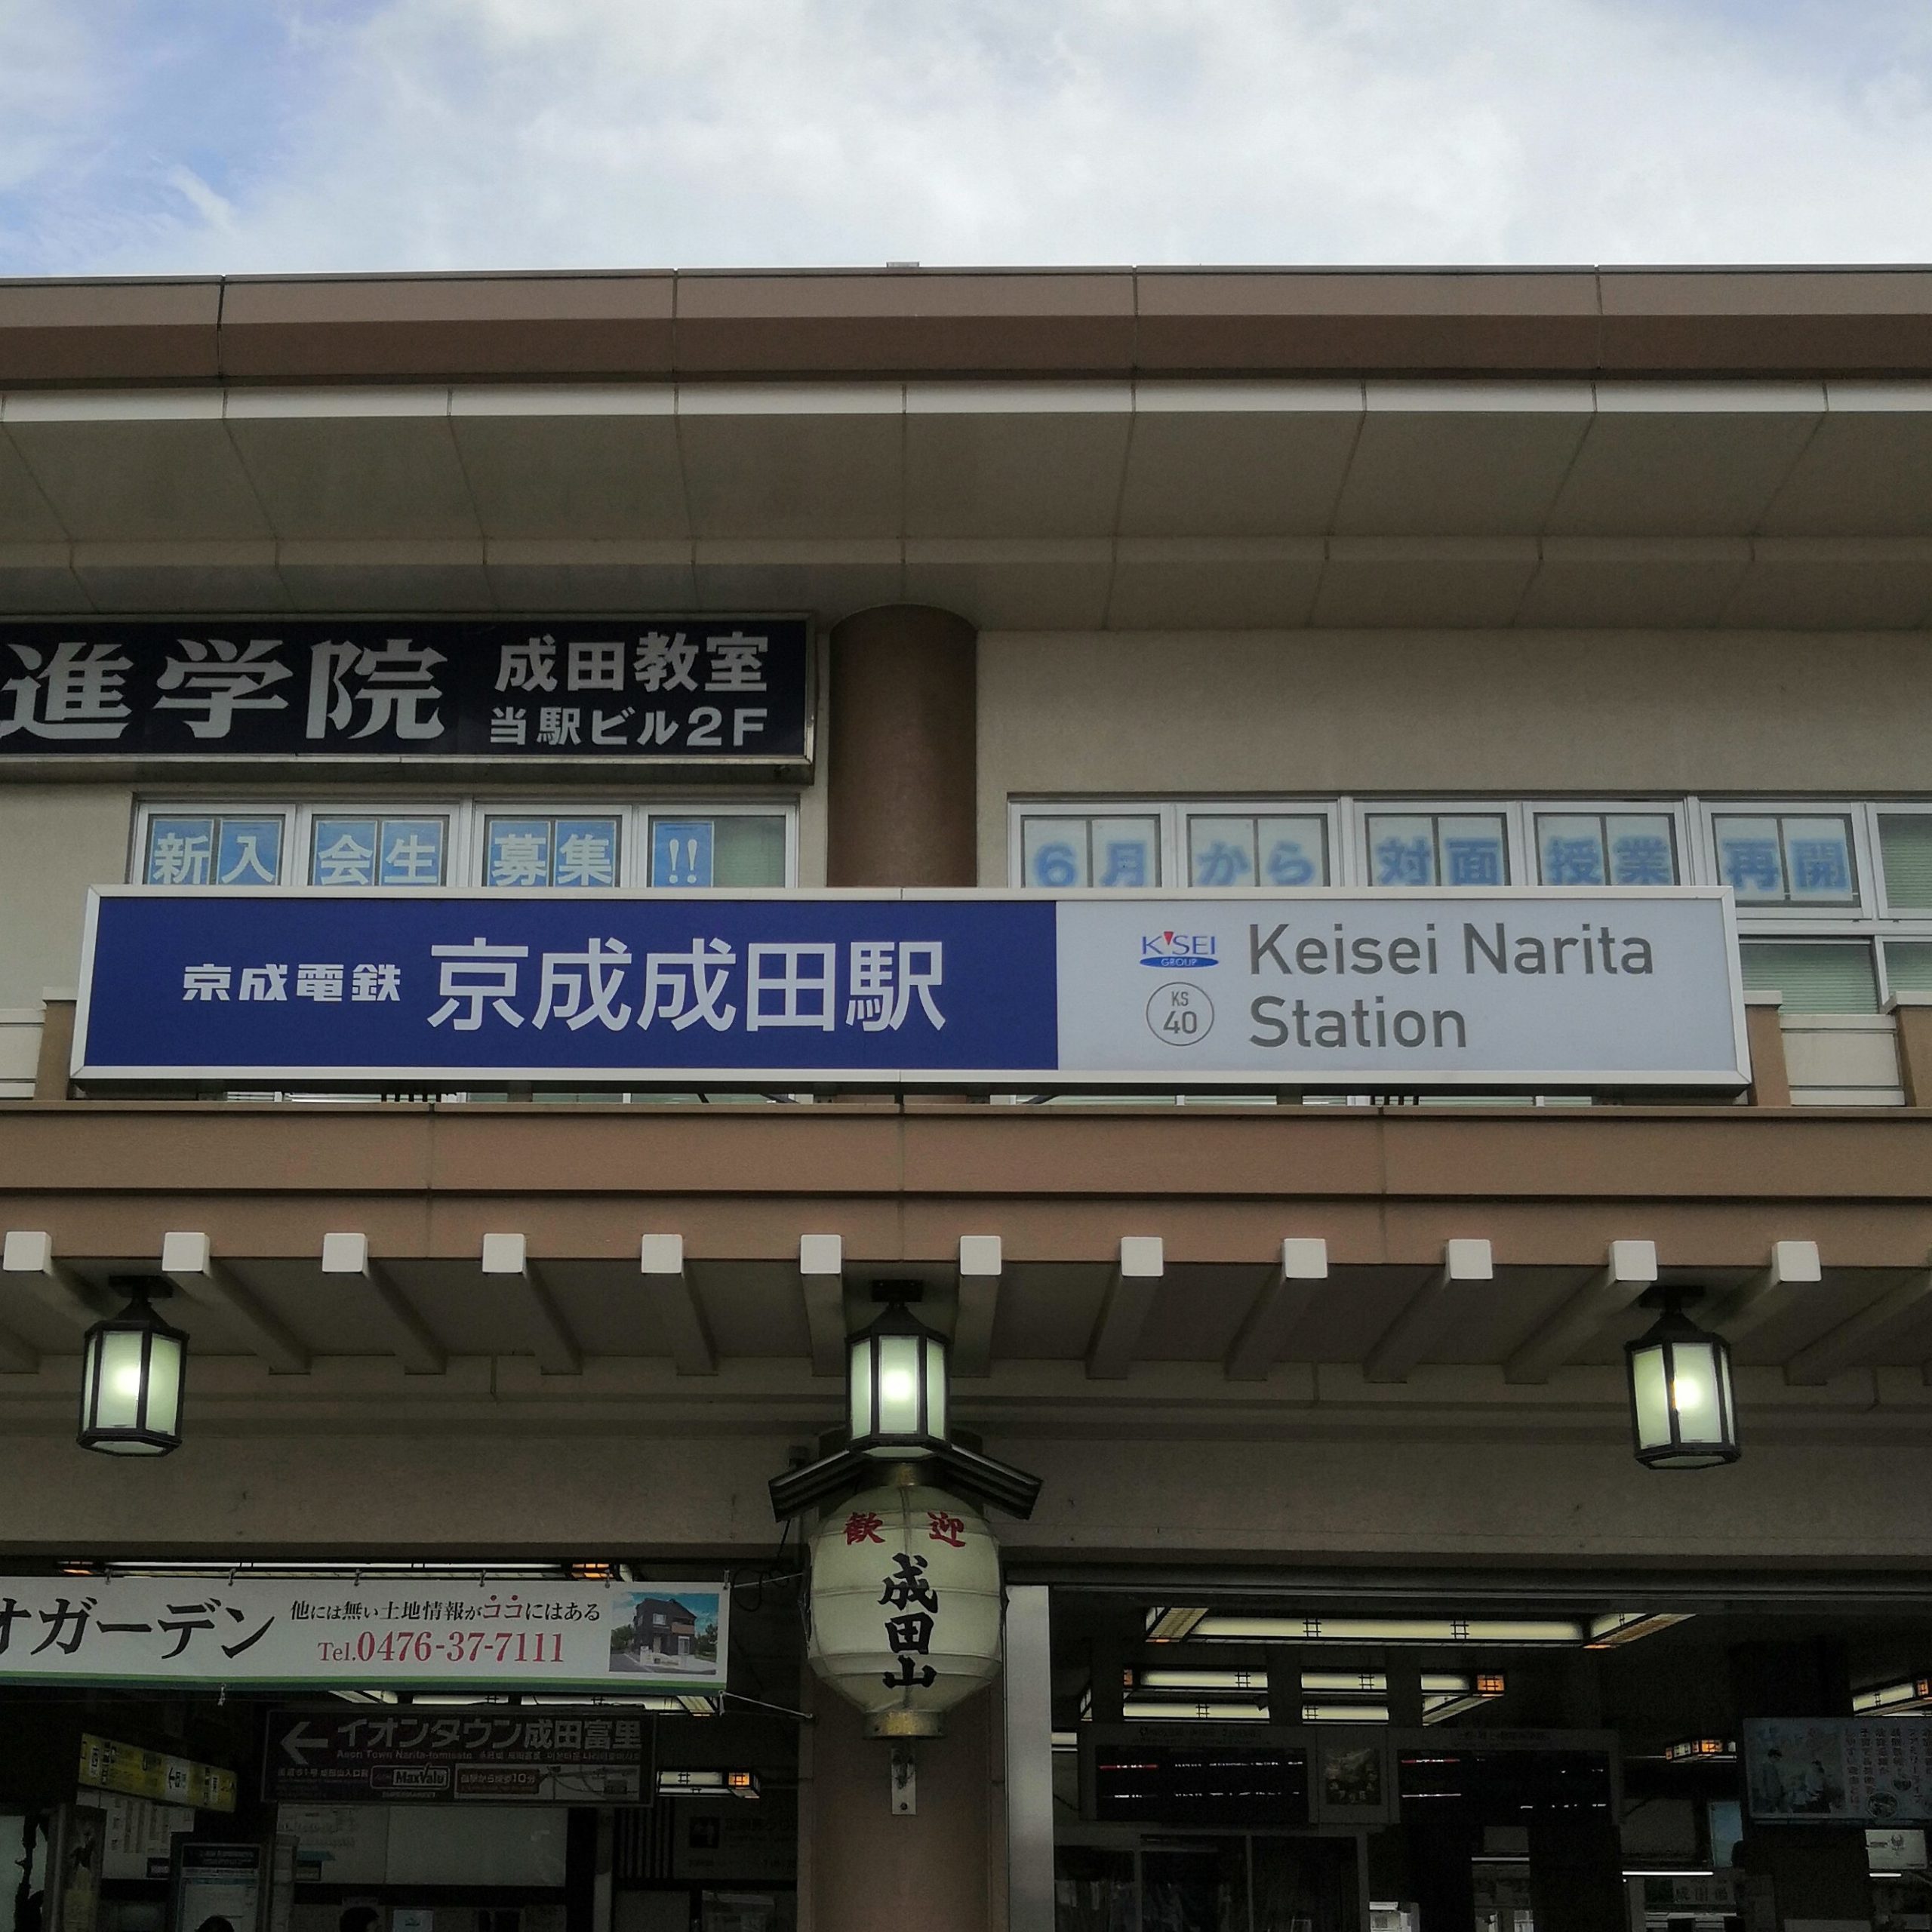 進学院
成田教室
当駅ビル2F
新入会生募集!!
6月から対面授業再開
京成電鉄 京成成田駅
K'SEI
GROUP
KS
40
Keisei Narita
Station
歓迎
成田山
オガーデン
他には無い土地情報がココにはある
Tel.0476-37-7111
←イオンタウン成田富里
Aeon Town Narita-tomisato
MaxValu